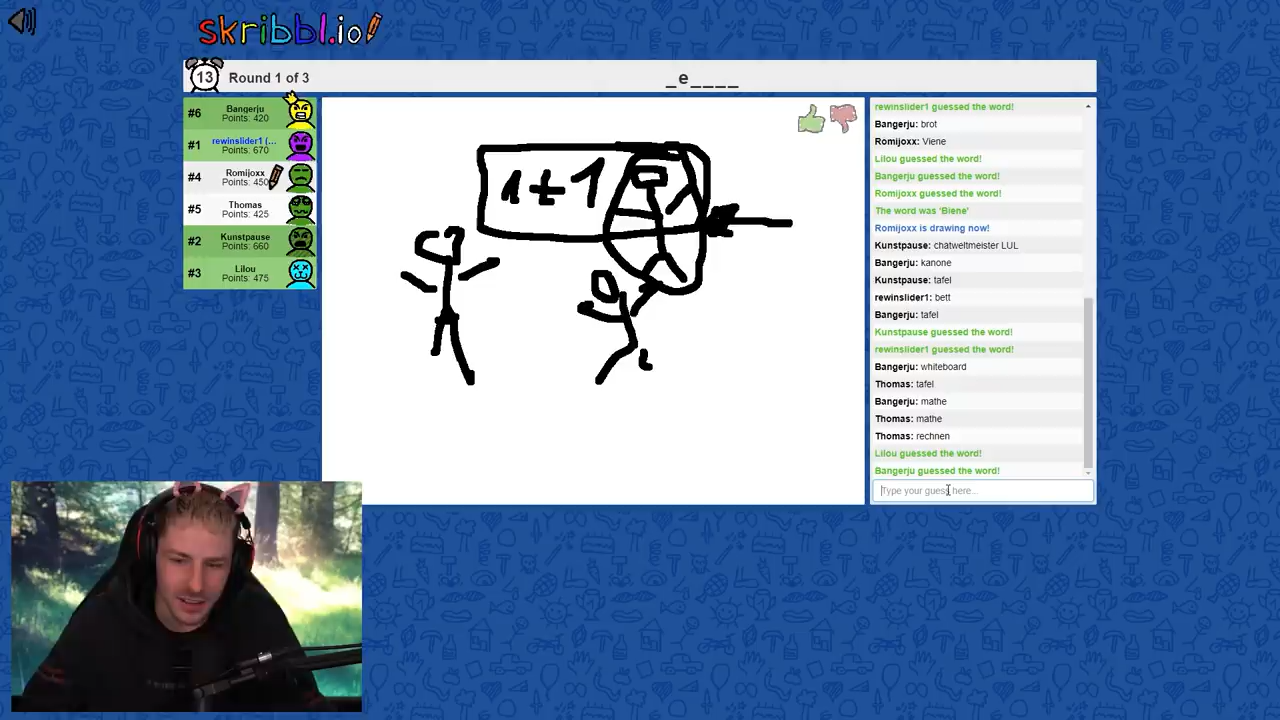 skribbl.io
13
Round 1 of 3
_e____
#6
Bangerju
Points: 420
#1
rewinslider1 (...
Points: 670
#4
Romijoxx
Points: 450
#5
Thomas
Points: 425
#2
Kunstpause
Points: 660
#3
Lilou
Points: 475
1+1
rewinslider1 guessed the word!
Bangerju: brot
Romijoxx: Viene
Lilou guessed the word!
Bangerju guessed the word!
Romijoxx guessed the word!
The word was 'Biene'
Romijoxx is drawing now!
Kunstpause: chatweltmeister LUL
Bangerju: kanone
Kunstpause: tafel
rewinslider1: bett
Bangerju: tafel
Kunstpause guessed the word!
rewinslider1 guessed the word!
Bangerju: whiteboard
Thomas: tafel
Bangerju: mathe
Thomas: mathe
Thomas: rechnen
Lilou guessed the word!
Bangerju guessed the word!
Type your guess here...